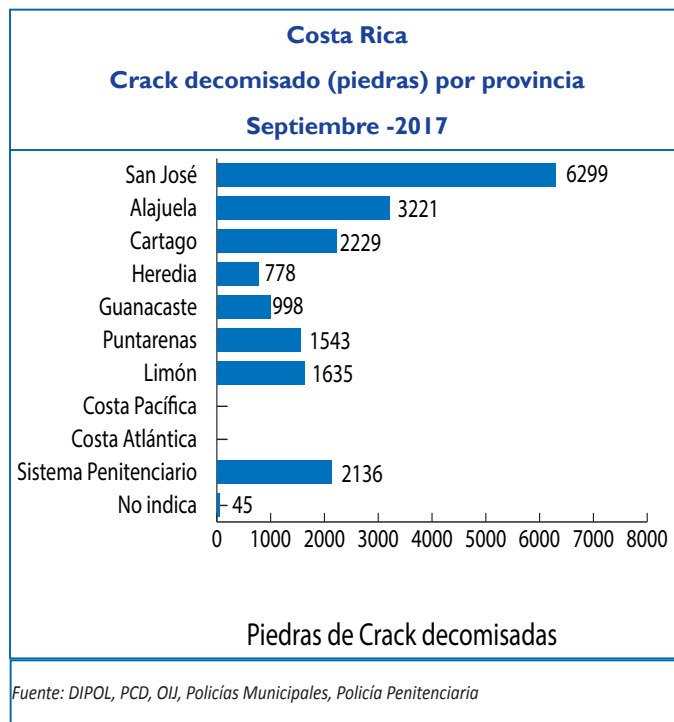 Costa Rica
Crack decomisado (piedras) por provincia
Septiembre -2017
San José 6299
Alajuela 3221
Cartago 2229
Heredia 778
Guanacaste 998
Puntarenas 1543
Limón 1635
Costa Pacífica -
Costa Atlántica -
Sistema Penitenciario 2136
No indica 45
0 1000 2000 3000 4000 5000 6000 7000 8000
Piedras de Crack decomisadas
Fuente: DIPOL, PCD, OIJ, Policías Municipales, Policía Penitenciaria